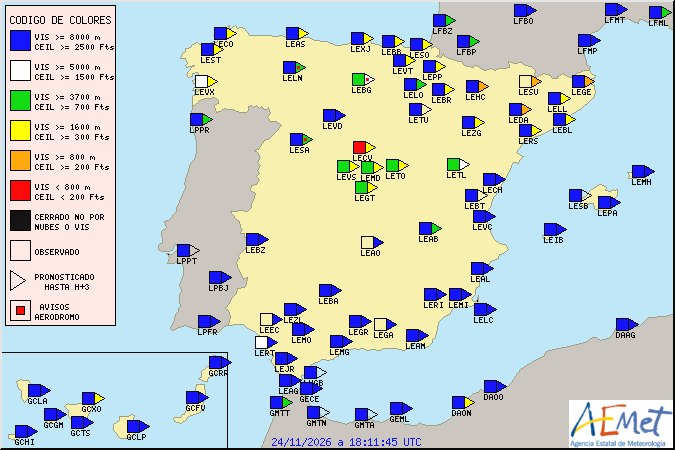 CODIGO DE COLORES
VIS >= 8000 m
CEIL >= 2500 Fts
VIS >= 5000 m
CEIL >= 1500 Fts
VIS >= 3700 m
CEIL >= 700 Fts
VIS >= 1600 m
CEIL >= 300 Fts
VIS >= 800 m
CEIL >= 200 Fts
VIS < 800 m
CEIL < 200 Fts
CERRADO NO POR
NUBES O VIS
OBSERVADO
PRONOSTICADO
HASTA H+3
AVISOS
AERODROMO
LFBO
LFMT
LFML
LFBZ
LECO
LEAS
LEXJ
LEBB
LESO
LFBP
LFMP
LEST
LEVT
LEPP
LELN
LEVX
LEBG
LELO
LEBR
LEHC
LESU
LEGE
LELL
LETU
LEDA
LEVD
LPPR
LEZG
LERS
LEBL
LESA
LECV
LEVS
LEMD
LETO
LETL
LEGT
LECH
LEMH
LEBT
LESB
LEPA
LEVC
LEAB
LEIB
LEBZ
LEAO
LPPT
LEAL
LPBJ
LEBA
LERI
LEMI
LEZL
LELC
LPFR
LEEC
LEMO
LEGR
LEGA
DAAG
LERT
LEMG
LEAM
LEJR
GCRR
LXGB
LEAG
GCLA
GCXO
GCFV
GECE
DAOO
GMTT
GEML
DAON
GCGM
GCTS
GCLP
GMTN
GMTA
GCHI
24/11/2026 a 18:11:45 UTC
AEMet
Agencia Estatal de Meteorología